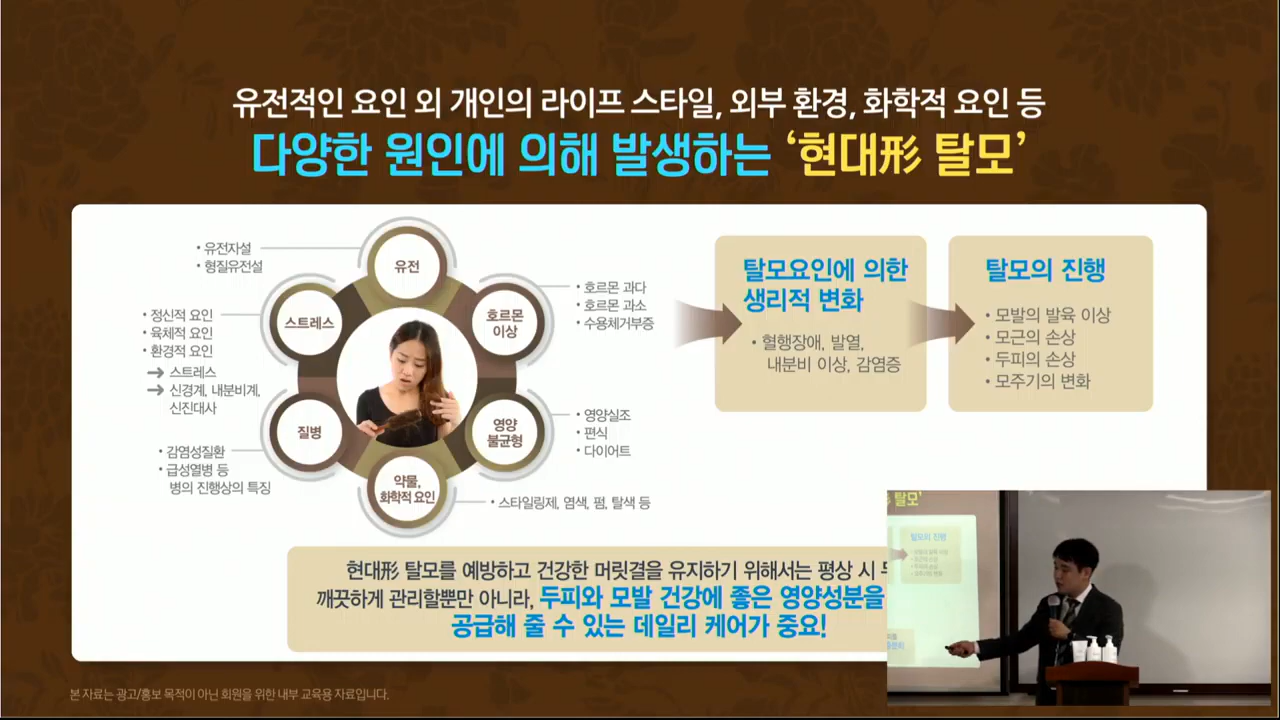 유전적인 요인 외 개인의 라이프 스타일, 외부 환경, 화학적 요인 등
다양한 원인에 의해 발생하는 ‘현대形 탈모’
• 유전자설
• 형질유전설
유전
• 정신적 요인
• 육체적 요인
• 환경적 요인
→ 스트레스
→ 신경계, 내분비계,
신진대사
스트레스
호르몬
이상
• 호르몬 과다
• 호르몬 과소
• 수용체거부증
질병
• 감염성질환
• 급성열병 등
병의 진행상의 특징
영양
불균형
• 영양실조
• 편식
• 다이어트
약물,
화학적 요인
• 스타일링제, 염색, 펌, 탈색 등
탈모요인에 의한
생리적 변화
• 혈행장애, 발열,
내분비 이상, 감염증
탈모의 진행
• 모발의 발육 이상
• 모근의 손상
• 두피의 손상
• 모주기의 변화
현대形 탈모를 예방하고 건강한 머릿결을 유지하기 위해서는 평상 시
깨끗하게 관리할뿐만 아니라, 두피와 모발 건강에 좋은 영양성분을
공급해 줄 수 있는 데일리 케어가 중요!
본 자료는 광고/홍보 목적이 아닌 회원을 위한 내부 교육용 자료입니다.
탈모’
탈모의 진행